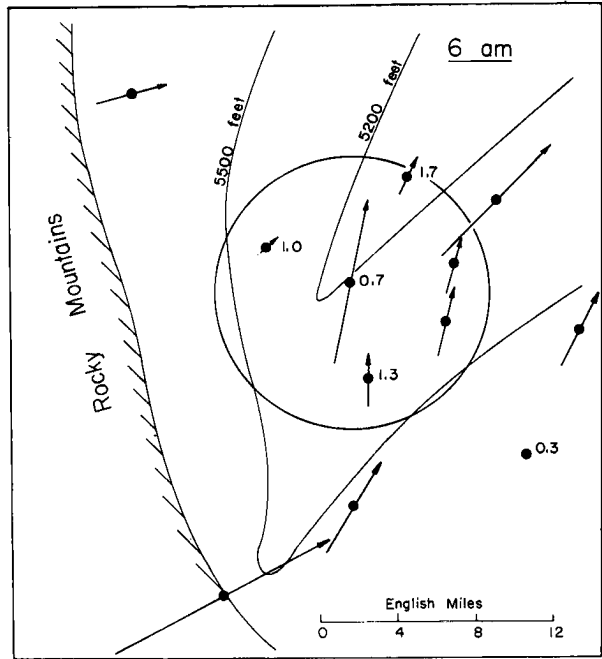 6 am
5500 feet
5200 feet
1.7
1.0
0.7
1.3
0.3
Rocky Mountains
English Miles
0 4 8 12